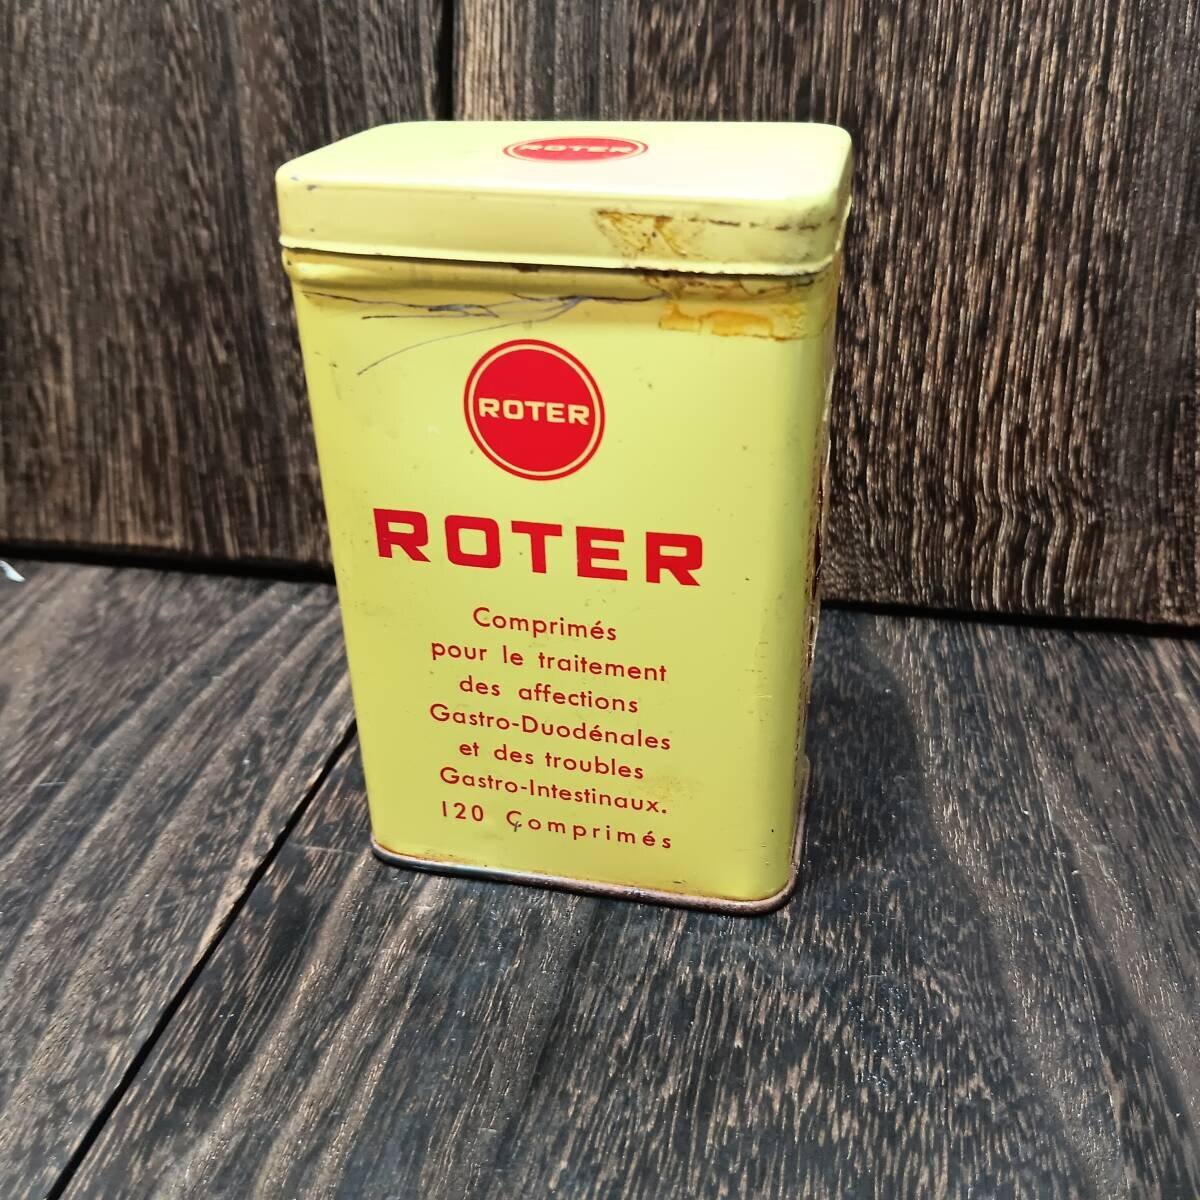 ROTER
ROTER
ROTER
Comprimés
pour le traitement
des affections
Gastro-Duodénales
et des troubles
Gastro-Intestinaux.
120 Comprimés